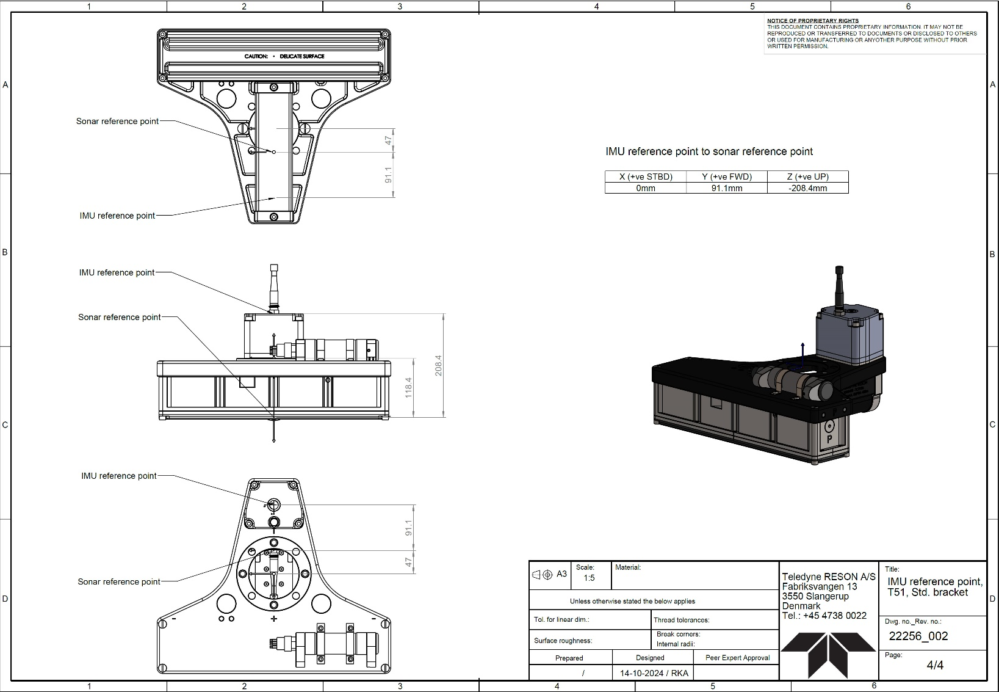 1 2 3 4 5 6
NOTICE OF PROPRIETARY RIGHTS
THIS DOCUMENT CONTAINS PROPRIETARY INFORMATION. IT MAY NOT BE
REPRODUCED OR TRANSFERRED TO DOCUMENTS OR DISCLOSED TO OTHERS
OR USED FOR MANUFACTURING OR ANYOTHER PURPOSE WITHOUT PRIOR
WRITTEN PERMISSION.
CAUTION: • DELICATE SURFACE
A A
Sonar reference point
47
91.1
IMU reference point
IMU reference point to sonar reference point
X (+ve STBD) Y (+ve FWD) Z (+ve UP)
0mm 91.1mm -208.4mm
B B
IMU reference point
Sonar reference point
208.4
118.4
C C
P
IMU reference point
91.1
47
Sonar reference point
D D
A3
Scale:
1:5
Material:
Unless otherwise stated the below applies
Tol. for linear dim.:
Thread tolerances:
Surface roughness:
Break corners:
Internal radii:
Prepared Designed Peer Expert Approval
/ 14-10-2024 / RKA
Teledyne RESON A/S
Fabriksvangen 13
3550 Slangerup
Denmark
Tel.: +45 4738 0022
Title:
IMU reference point,
T51, Std. bracket
Dwg. no._Rev. no.:
22256_002
Page:
4/4
1 2 3 4 5 6